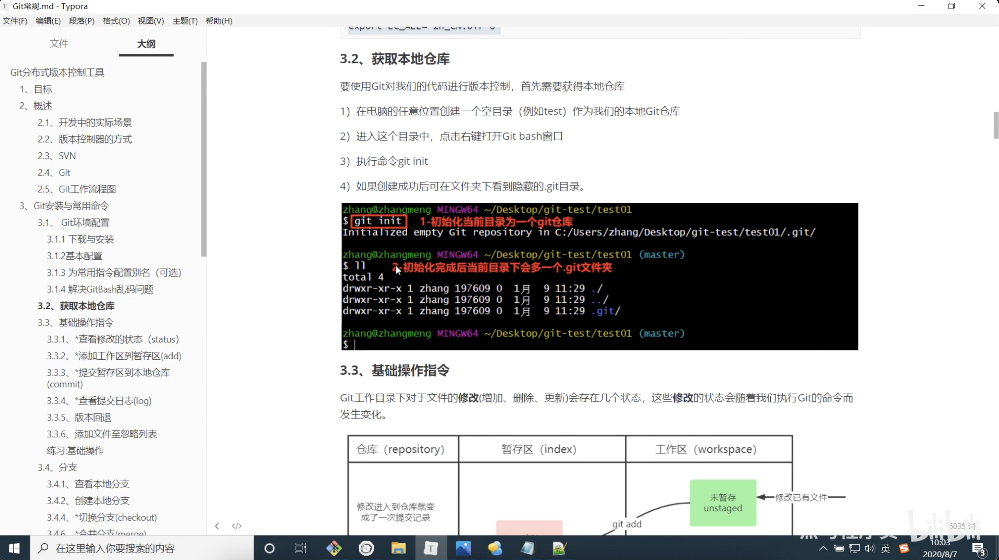 Git常规.md - Typora
文件(F) 编辑(E) 段落(P) 格式(O) 视图(V) 主题(T) 帮助(H)
文件 大纲
Git分布式版本控制工具
1、目标
2、概述
2.1、开发中的实际场景
2.2、版本控制器的方式
2.3、SVN
2.4、Git
2.5、Git工作流程图
3、Git安装与常用命令
3.1、 Git环境配置
3.1.1 下载与安装
3.1.2基本配置
3.1.3 为常用指令配置别名（可选）
3.1.4 解决GitBash乱码问题
3.2、获取本地仓库
3.3、基础操作指令
3.3.1、*查看修改的状态（status）
3.3.2、*添加工作区到暂存区(add)
3.3.3、*提交暂存区到本地仓库
(commit)
3.3.4、*查看提交日志(log)
3.3.5、版本回退
3.3.6、添加文件至忽略列表
练习:基础操作
3.4、分支
3.4.1、查看本地分支
3.4.2、创建本地分支
3.4.4、*切换分支(checkout)
3.4.6、*合并分支(merge)
3.2、获取本地仓库
要使用Git对我们的代码进行版本控制，首先需要获得本地仓库
1）在电脑的任意位置创建一个空目录（例如test）作为我们的本地Git仓库
2）进入这个目录中，点击右键打开Git bash窗口
3）执行命令git init
4）如果创建成功后可在文件夹下看到隐藏的.git目录。
zhang@zhangmeng MINGW64 ~/Desktop/git-test/test01
$ git init 1-初始化当前目录为一个git仓库
Initialized empty Git repository in C:/Users/zhang/Desktop/git-test/test01/.git/
zhang@zhangmeng MINGW64 ~/Desktop/git-test/test01 (master)
$ ll 2-初始化完成后当前目录下会多一个.git文件夹
total 4
drwxr-xr-x 1 zhang 197609 0 1月 9 11:29 ./
drwxr-xr-x 1 zhang 197609 0 1月 9 11:29 ../
drwxr-xr-x 1 zhang 197609 0 1月 9 11:29 .git/
zhang@zhangmeng MINGW64 ~/Desktop/git-test/test01 (master)
$
3.3、基础操作指令
Git工作目录下对于文件的修改(增加、删除、更新)会存在几个状态，这些修改的状态会随着我们执行Git的命令而
发生变化。
仓库（repository） 暂存区（index） 工作区（workspace）
未暂存
unstaged
修改已有文件
修改进入到仓库就变
成了一次提交记录
git add
6035 词
bilibili
在这里输入你要搜索的内容
英
10:03
2020/8/7
3